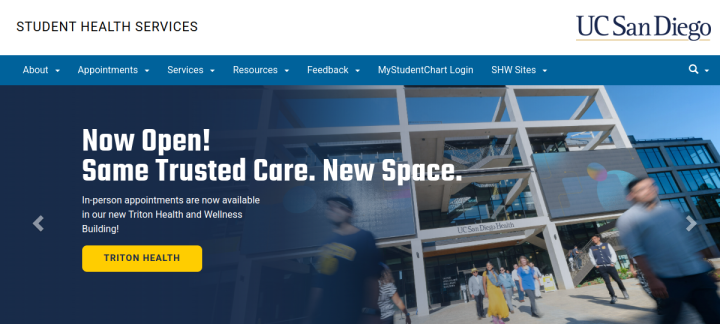 STUDENT HEALTH SERVICES
UC San Diego
About
Appointments
Services
Resources
Feedback
MyStudentChart Login
SHW Sites
Now Open!
Same Trusted Care. New Space.
In-person appointments are now available
in our new Triton Health and Wellness
Building!
TRITON HEALTH
UC San Diego Health